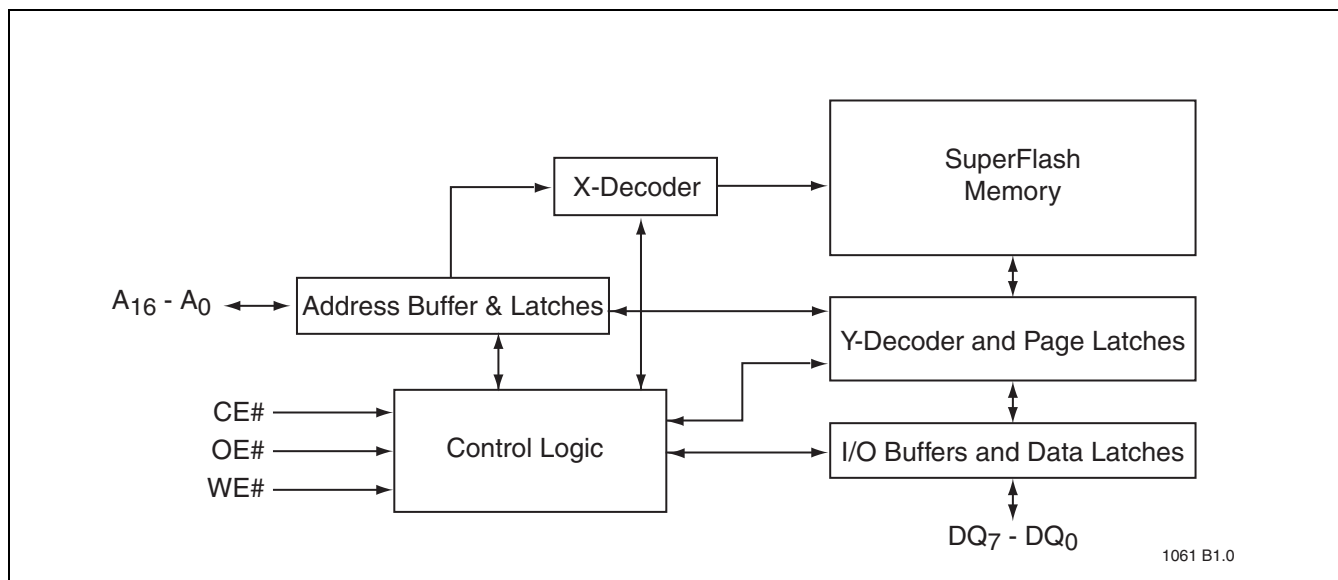 SuperFlash
Memory
X-Decoder
A16 - A0
Address Buffer & Latches
Y-Decoder and Page Latches
CE#
OE#
WE#
Control Logic
I/O Buffers and Data Latches
DQ7 - DQ0
1061 B1.0